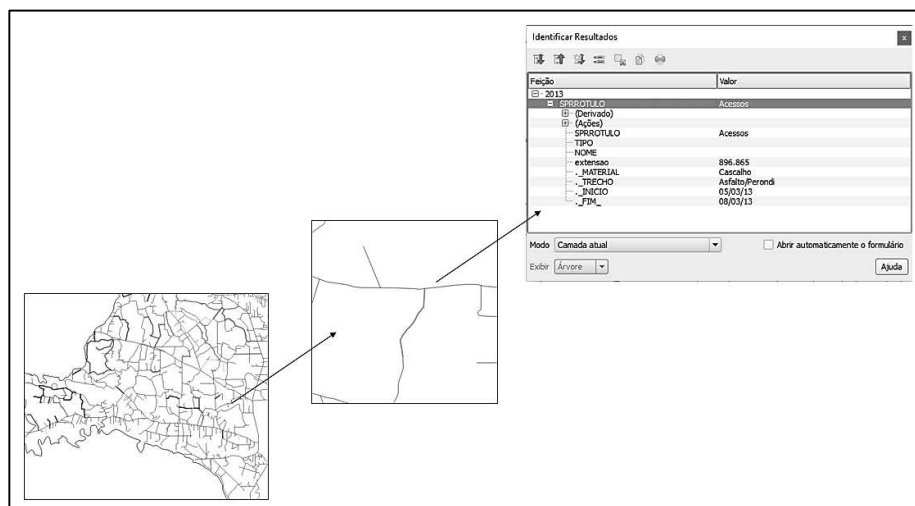 Identificar Resultados
x
Feição Valor
2013
SPRROTULO Acessos
(Derivado)
(Ações)
SPRROTULO Acessos
TIPO
NOME
extensao 896.865
._MATERIAL Cascalho
._TRECHO Asfalto/Perondi
._INICIO 05/03/13
._FIM_ 08/03/13
Modo Camada atual Abrir automaticamente o formulário
Exibir Árvore Ajuda